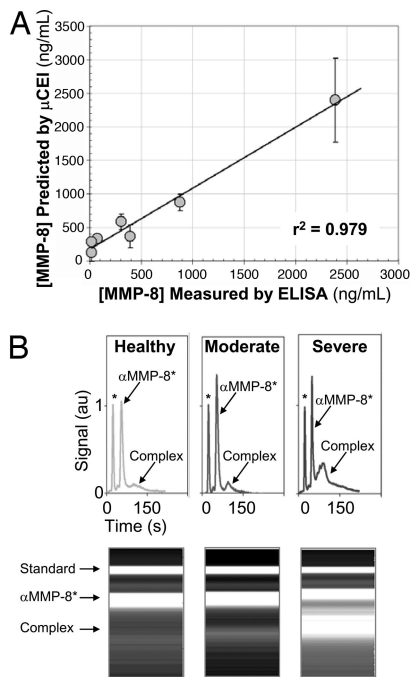 A
[MMP-8] Predicted by μCEI (ng/mL)
3500
3000
2500
2000
1500
1000
500
0
0 500 1000 1500 2000 2500 3000
r² = 0.979
[MMP-8] Measured by ELISA (ng/mL)
B
Healthy Moderate Severe
αMMP-8* αMMP-8* αMMP-8*
* * *
Complex Complex Complex
Signal (au)
1
0
0 150 0 150 0 150
Time (s)
Standard
αMMP-8*
Complex